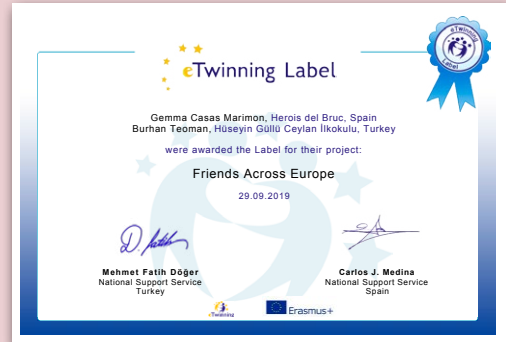 eTwinning Label
eTwinning
Label
Gemma Casas Marimon, Herois del Bruc, Spain
Burhan Teoman, Hüseyin Güllü Ceylan İlkokulu, Turkey
were awarded the Label for their project:
Friends Across Europe
29.09.2019
Mehmet Fatih Döğer
National Support Service
Turkey
Carlos J. Medina
National Support Service
Spain
eTwinning
Erasmus+